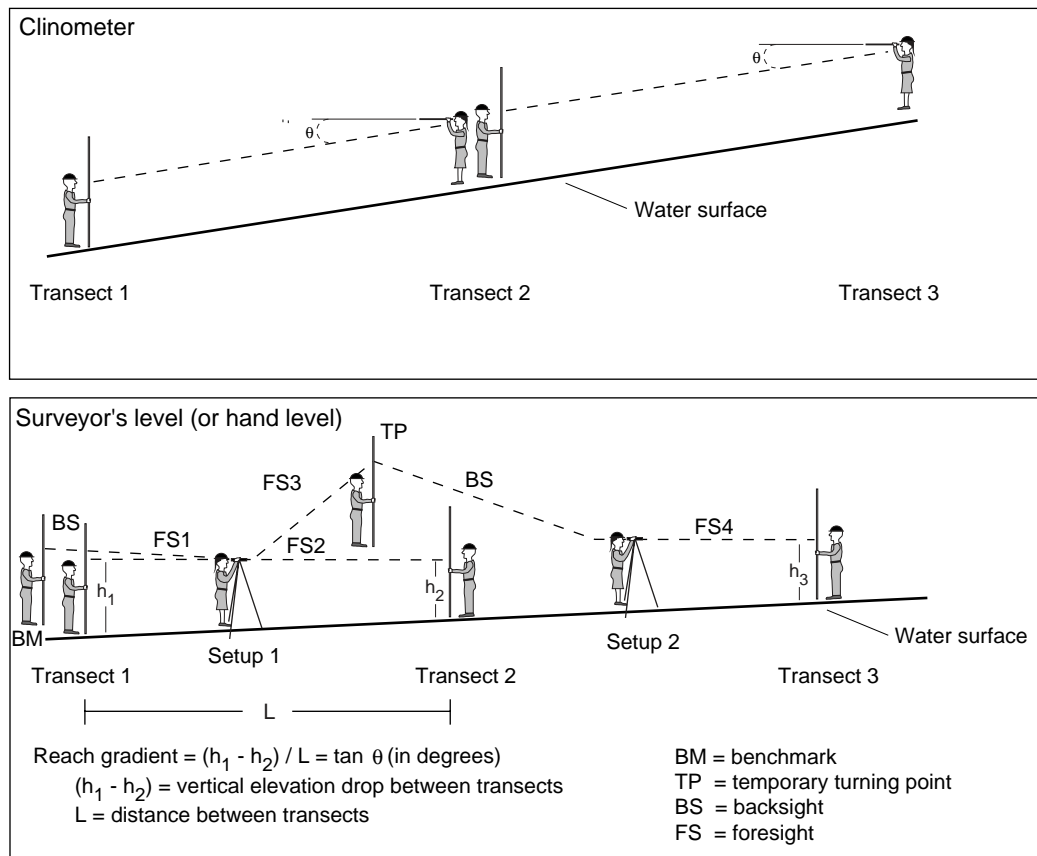 Clinometer
θ
θ
Water surface
Transect 1
Transect 2
Transect 3
Surveyor's level (or hand level)
TP
FS3
BS
BS
FS1
FS2
FS4
h1
h2
h3
BM
Setup 1
Setup 2
Water surface
Transect 1
Transect 2
Transect 3
L
Reach gradient = (h1 - h2) / L = tan θ (in degrees)
(h1 - h2) = vertical elevation drop between transects
L = distance between transects
BM = benchmark
TP = temporary turning point
BS = backsight
FS = foresight